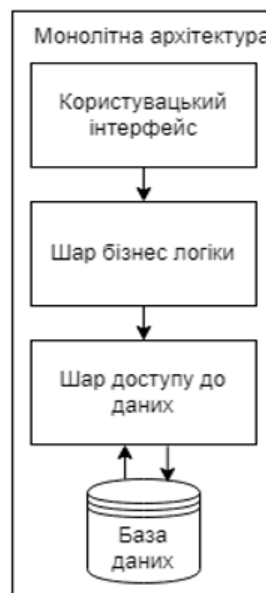 Монолітна архітектура
Користувацький
інтерфейс
Шар бізнес логіки
Шар доступу до
даних
База
даних